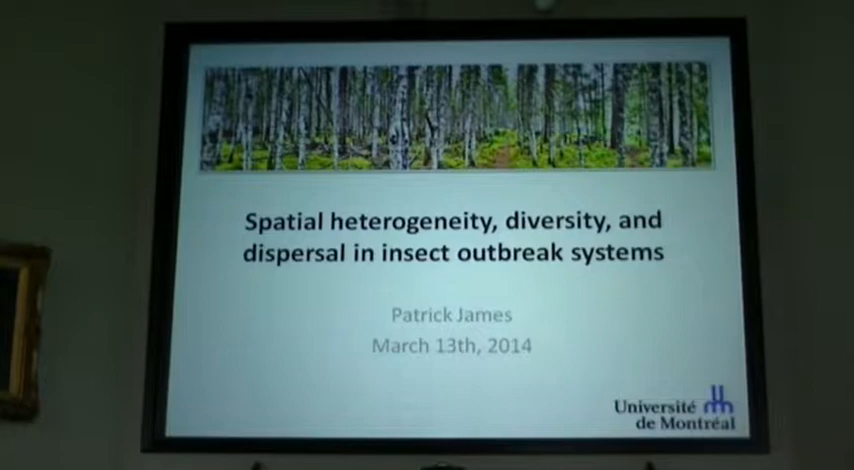 Spatial heterogeneity, diversity, and
dispersal in insect outbreak systems
Patrick James
March 13th, 2014
Université
de Montréal